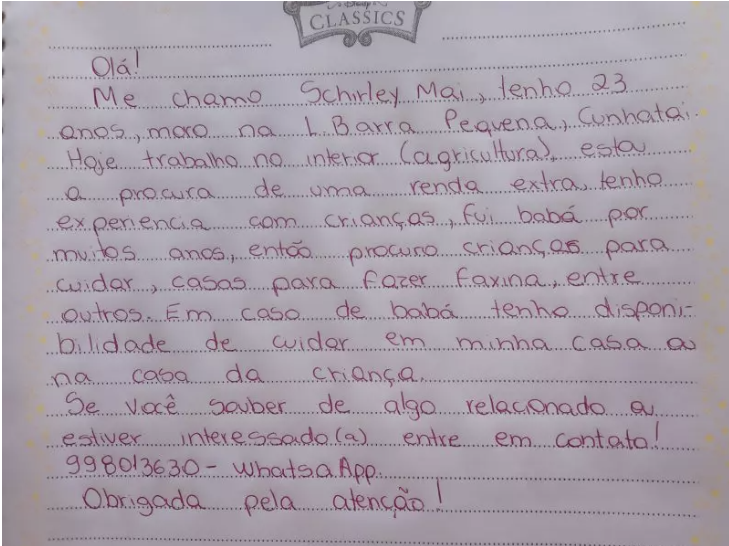 CLASSICS
Olá!
Me chamo Schirley Mai, tenho 23
anos, moro na L. Barra Pequena, Cunhataí.
Hoje trabalho no interior (agricultura), estou
a procura de uma renda extra, tenho
experiencia com crianças, fui babá por
muitos anos, então procuro crianças para
cuidar, casas para fazer faxina, entre
outros. Em caso de babá tenho disponi-
bilidade de cuidar em minha casa ou
na casa da criança.
Se você souber de algo relacionado ou
estiver interessado(a) entre em contato!
998013630 - WhatsaApp.
Obrigada pela atenção!